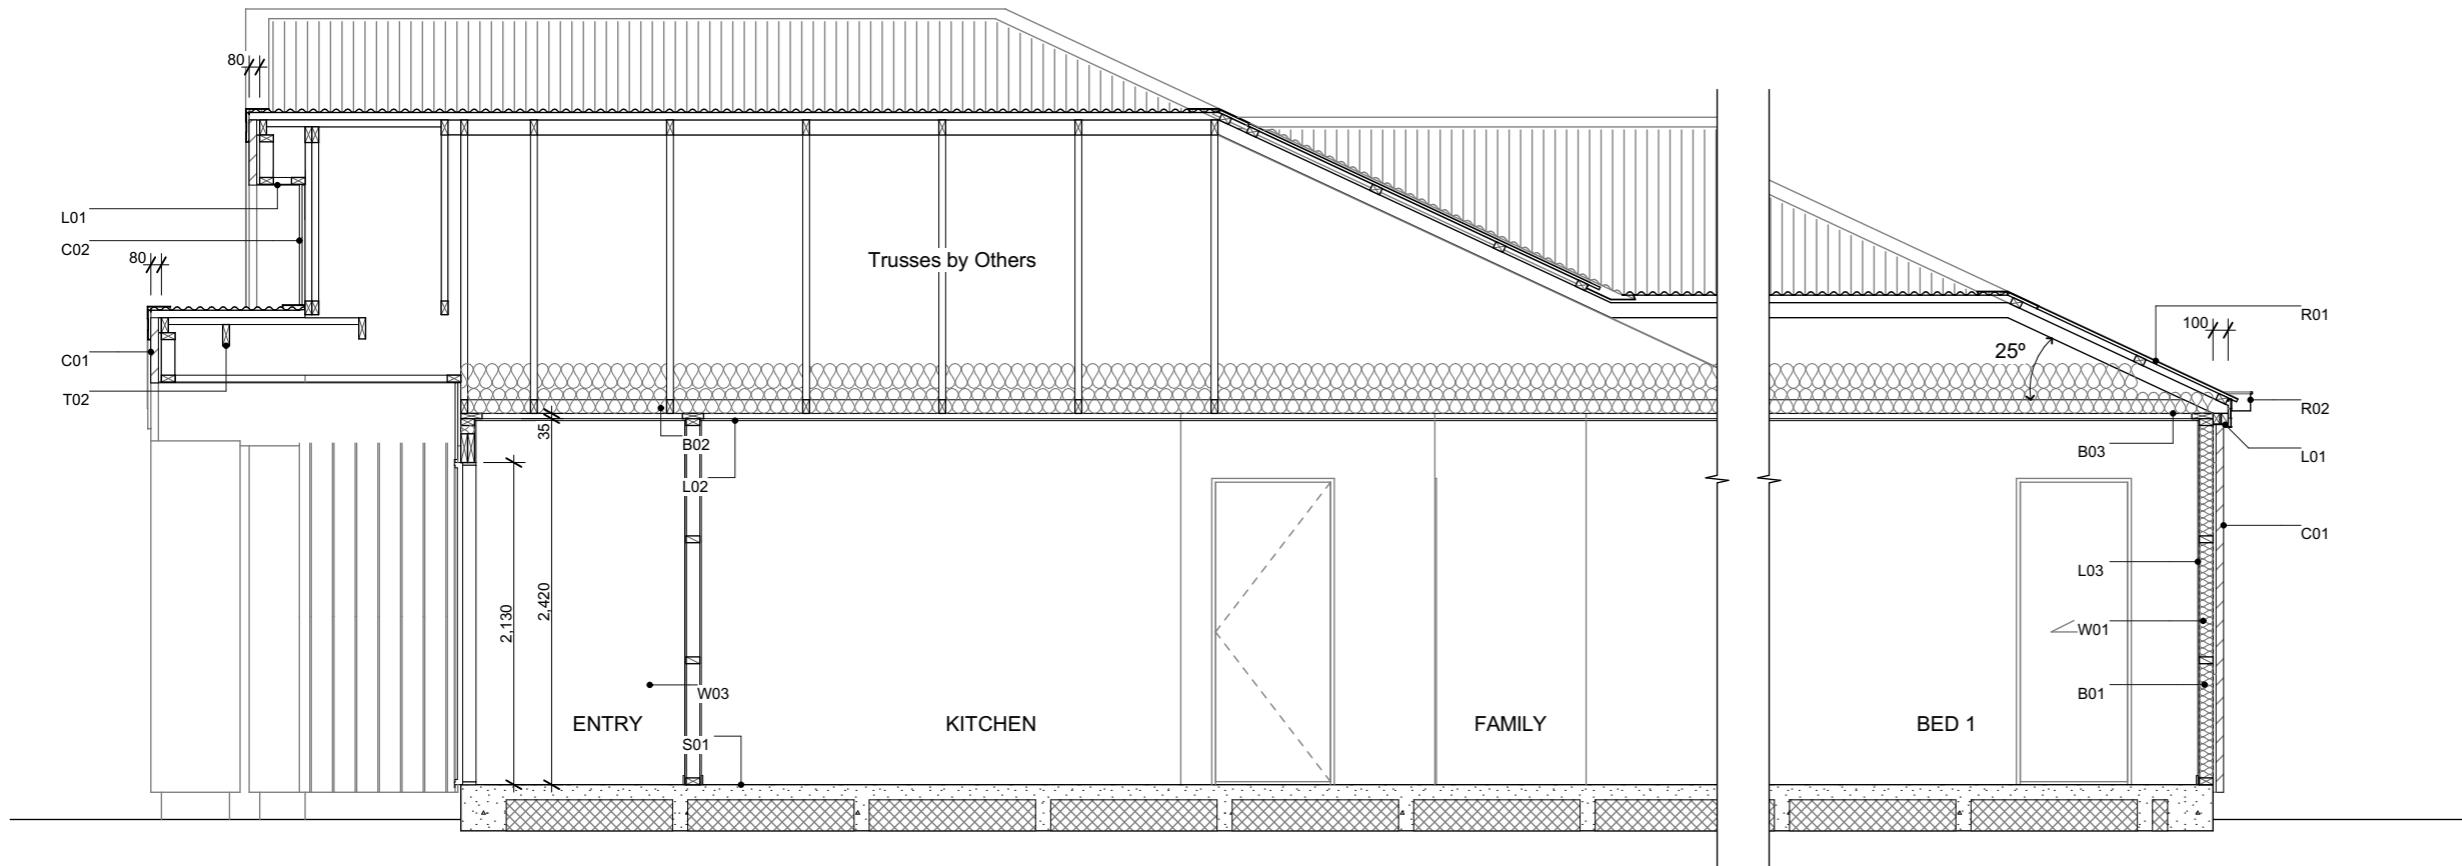 80
L01
C02
80
C01
T02
Trusses by Others
25º
100
R01
R02
L01
B03
C01
35
B02
L02
2,130
2,420
L03
W01
W03
B01
ENTRY
KITCHEN
FAMILY
BED 1
S01